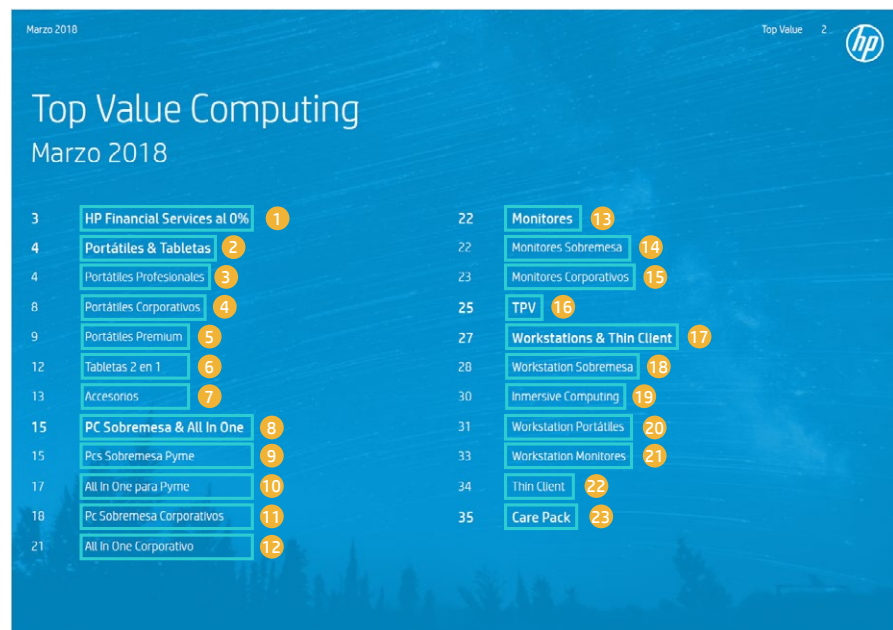 Marzo 2018
Top Value 2
hp
Top Value Computing
Marzo 2018
3 HP Financial Services al 0% 1
4 Portátiles & Tabletas 2
4 Portátiles Profesionales 3
8 Portátiles Corporativos 4
9 Portátiles Premium 5
12 Tabletas 2 en 1 6
13 Accesorios 7
15 PC Sobremesa & All In One 8
15 Pcs Sobremesa Pyme 9
17 All In One para Pyme 10
18 Pc Sobremesa Corporativos 11
21 All In One Corporativo 12
22 Monitores 13
22 Monitores Sobremesa 14
23 Monitores Corporativos 15
25 TPV 16
27 Workstations & Thin Client 17
28 Workstation Sobremesa 18
30 Inmersive Computing 19
31 Workstation Portátiles 20
33 Workstation Monitores 21
34 Thin Client 22
35 Care Pack 23